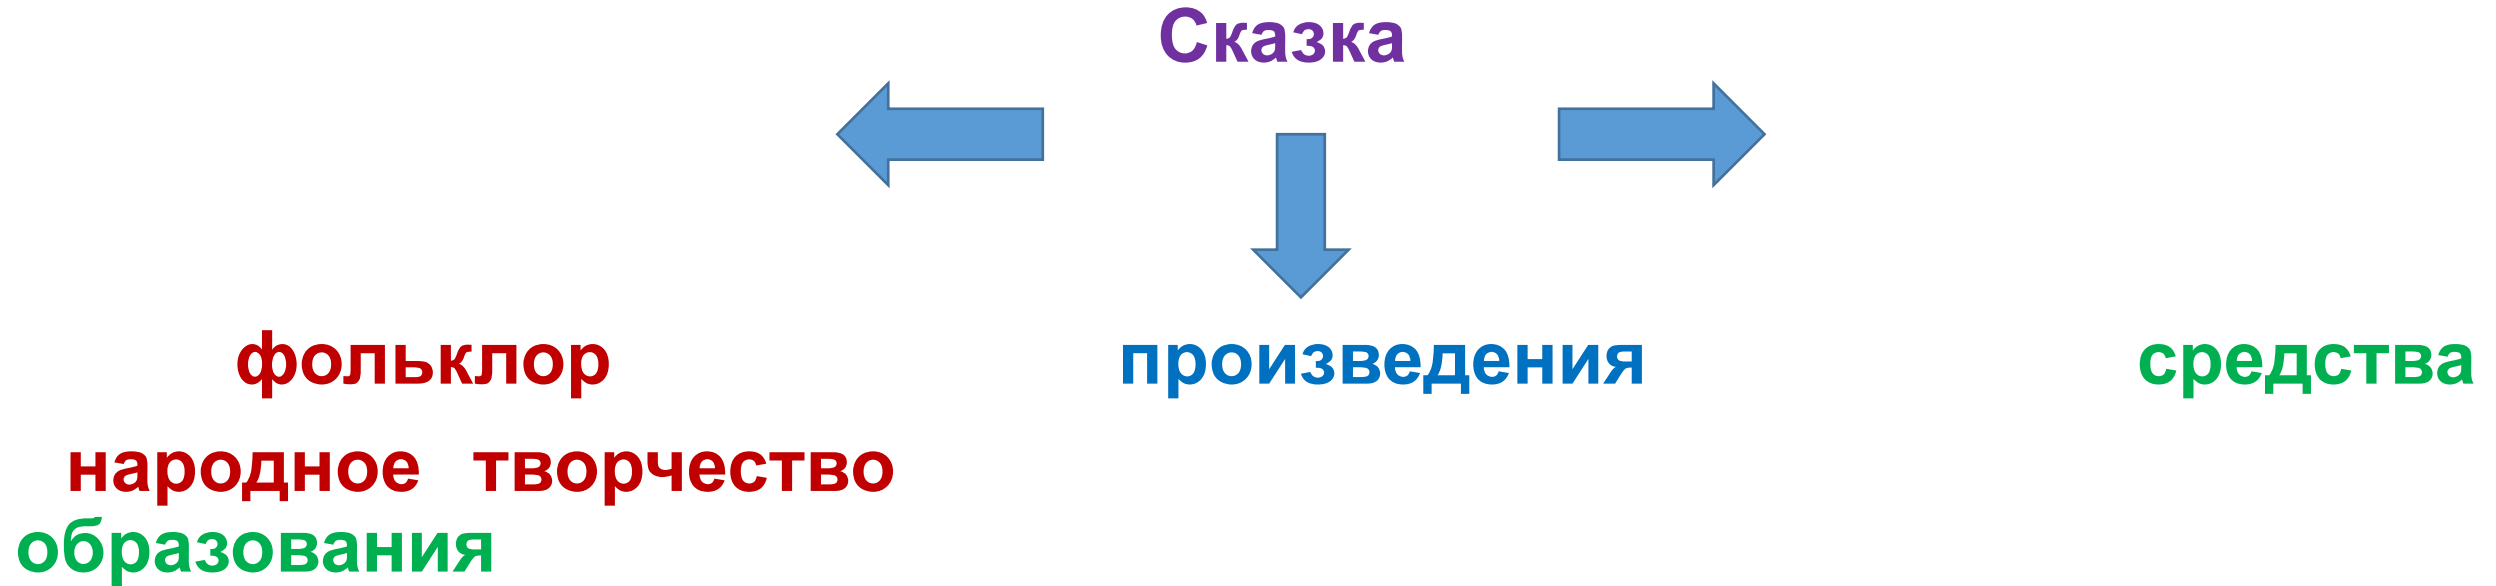 Сказка
фольклор произведения средства
народное творчество
образования